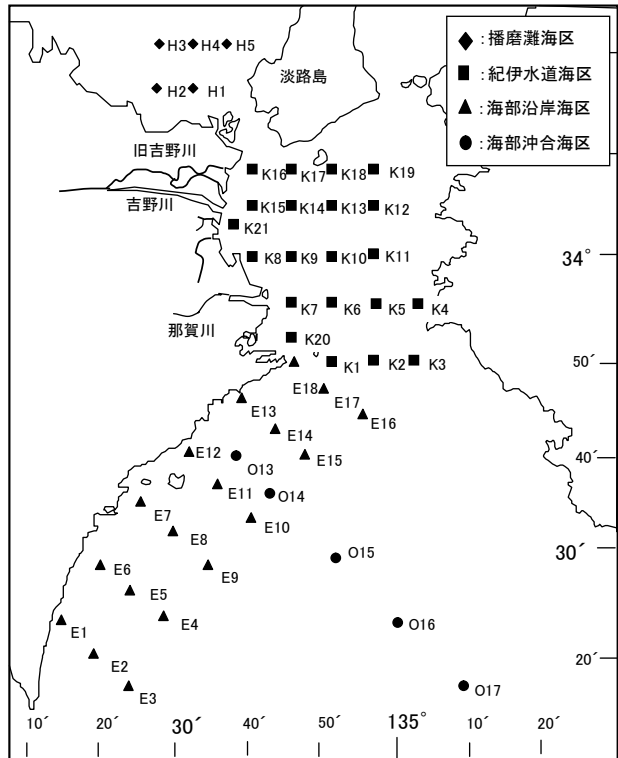 H3 H4 H5
H2 H1
淡路島
♦:播磨灘海区
■:紀伊水道海区
▲:海部沿岸海区
●:海部沖合海区
旧吉野川
吉野川
K16 K17 K18 K19
K15 K14 K13 K12
K21
K8 K9 K10 K11
34°
K7 K6 K5 K4
那賀川
K20
K1 K2 K3
50′
E18
E17
E16
E13
E14
E15
E12
O13
40′
E11
O14
E10
E7
E8
O15
30′
E9
E6
E5
E4
O16
E1
E2
E3
20′
O17
10′ 20′ 30′ 40′ 50′ 135° 10′ 20′